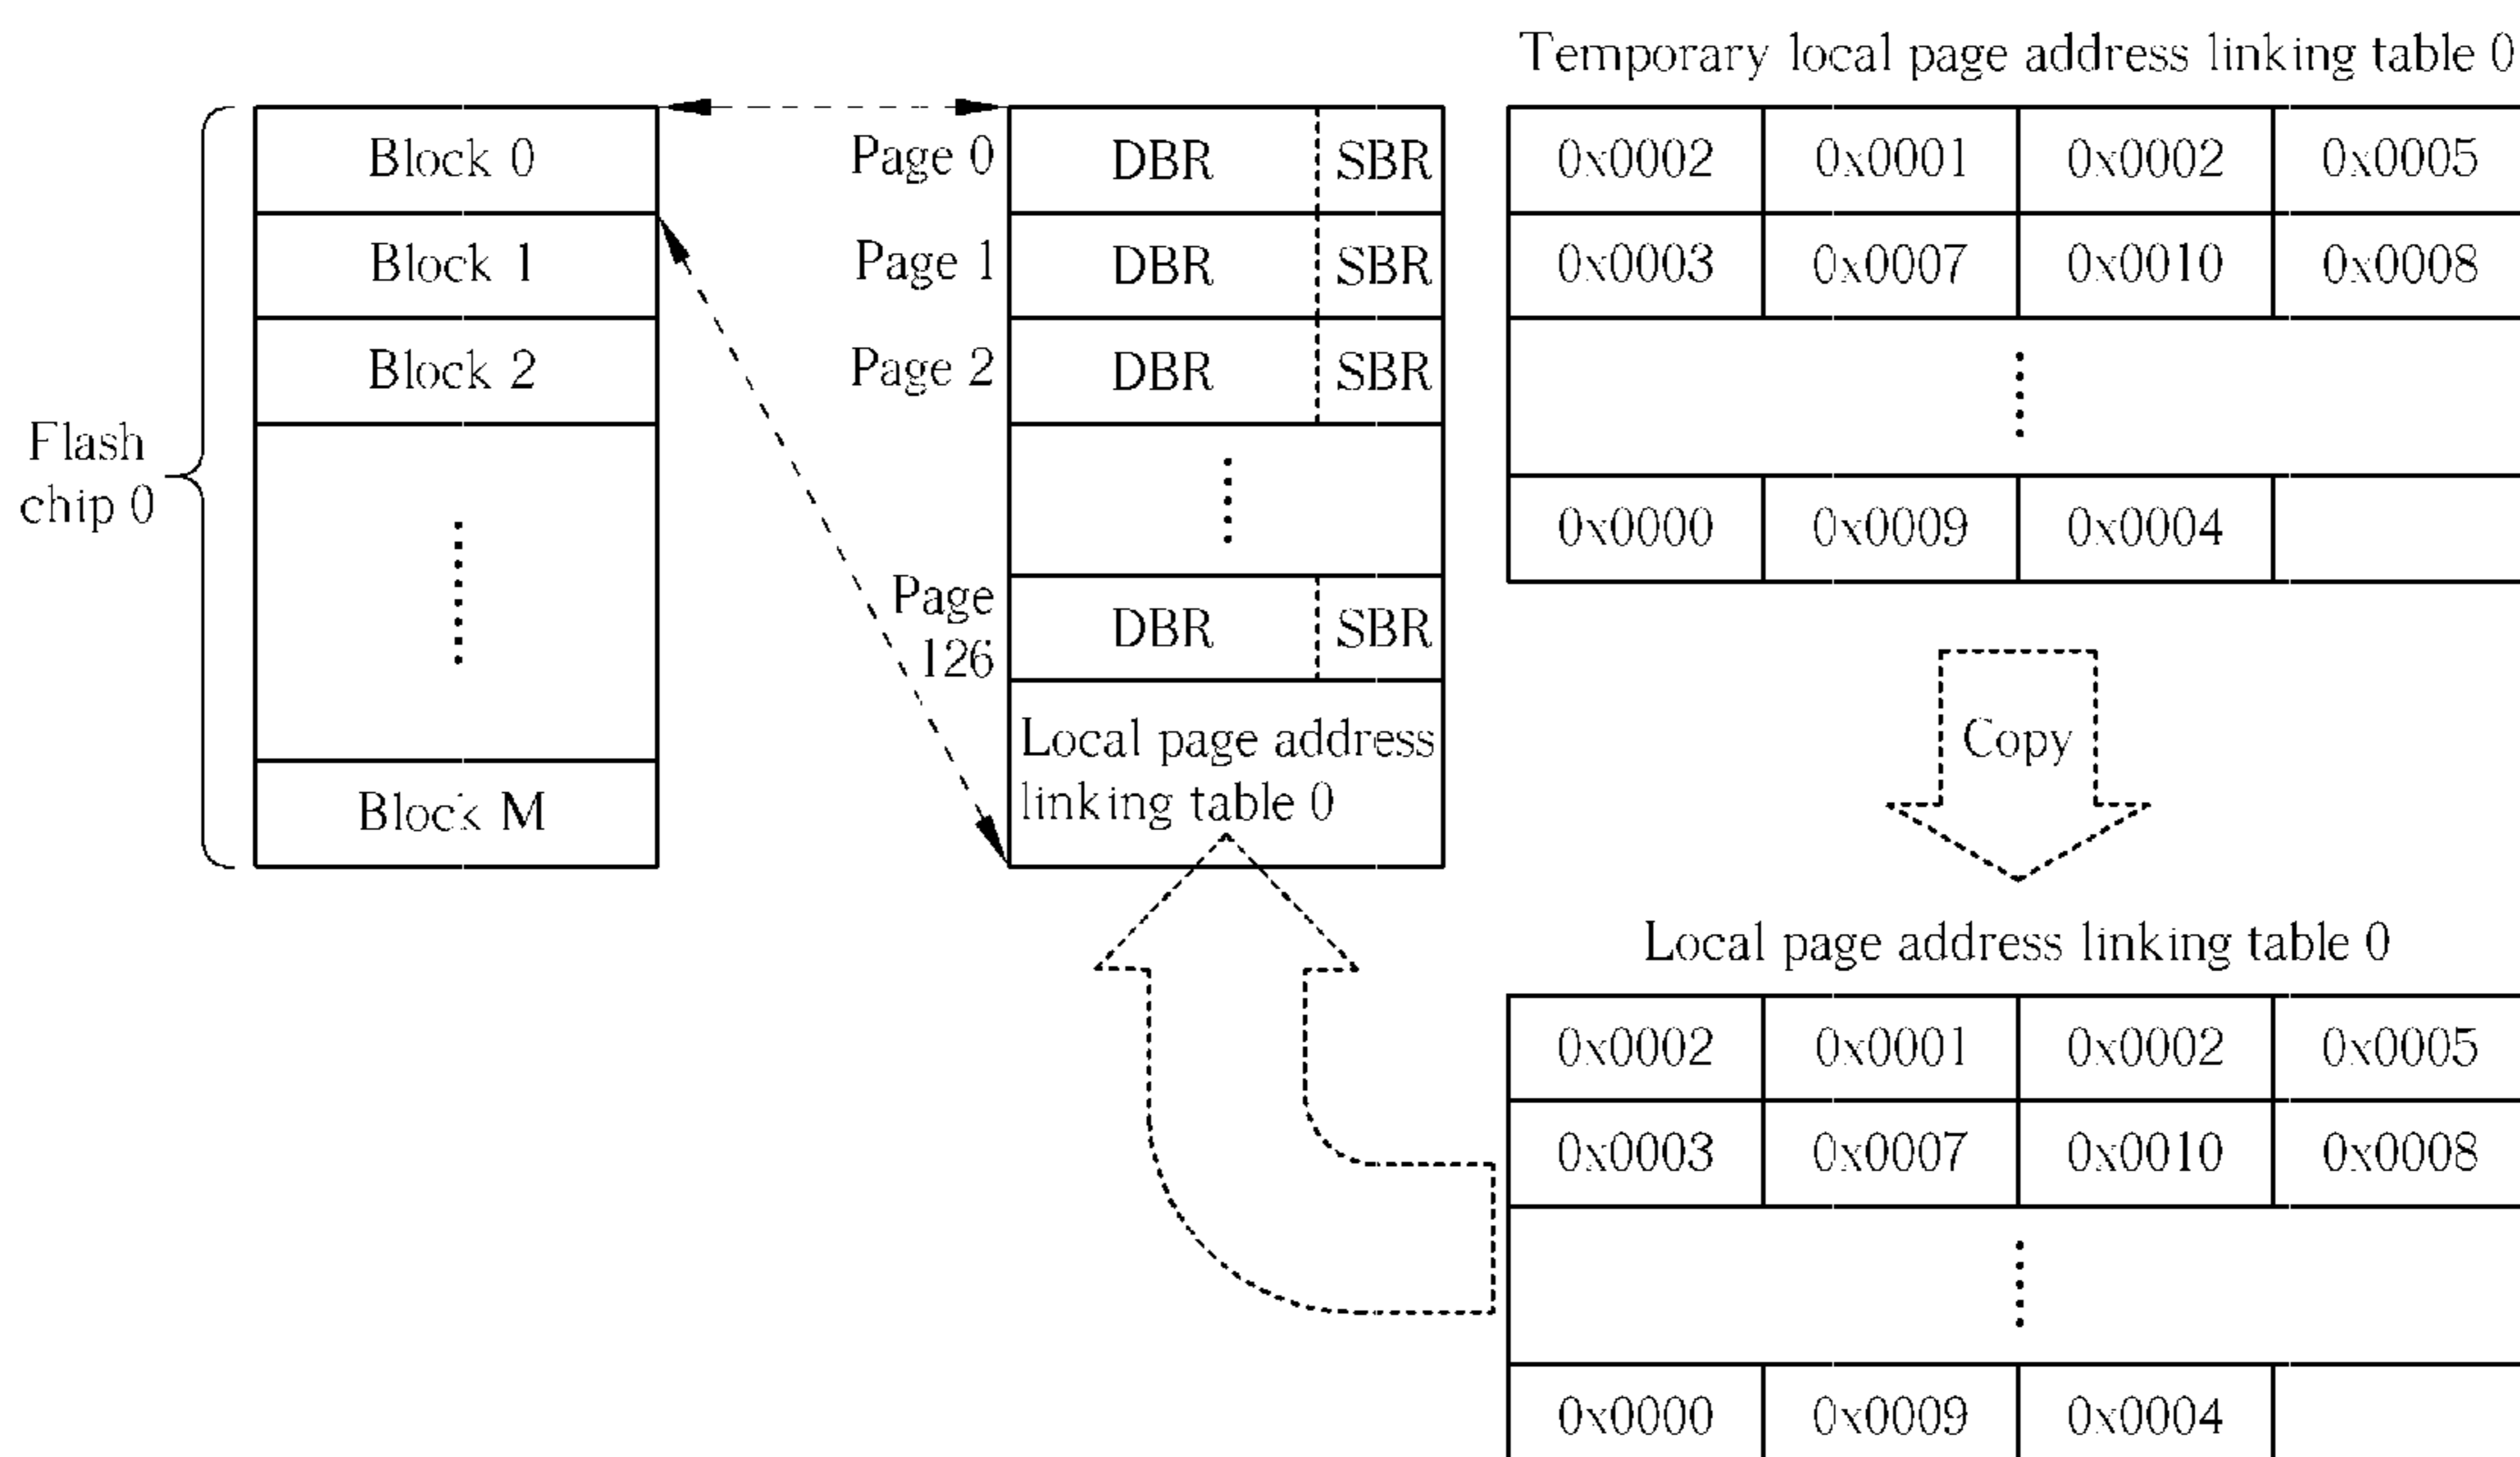 Flash
chip 0
Block 0
Block 1
Block 2
Block M
Page 0
DBR
SBR
Page 1
DBR
SBR
Page 2
DBR
SBR
Page
126
DBR
SBR
Local page address
linking table 0
Temporary local page address linking table 0
0x0002 0x0001 0x0002 0x0005
0x0003 0x0007 0x0010 0x0008
0x0000 0x0009 0x0004
Copy
Local page address linking table 0
0x0002 0x0001 0x0002 0x0005
0x0003 0x0007 0x0010 0x0008
0x0000 0x0009 0x0004